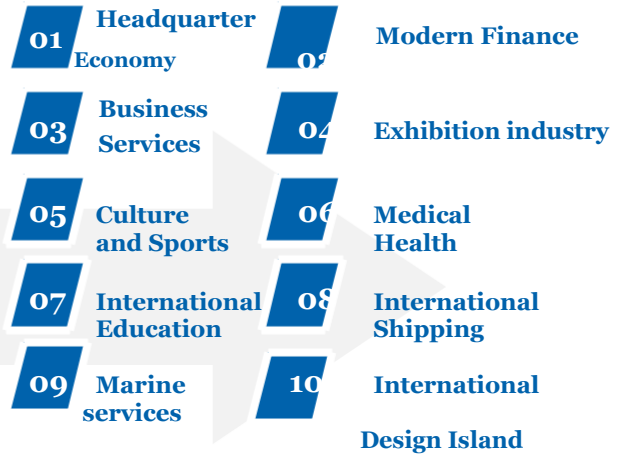 01 Headquarter
Economy
02 Modern Finance
03 Business
Services
04 Exhibition industry
05 Culture
and Sports
06 Medical
Health
07 International
Education
08 International
Shipping
09 Marine
services
10 International
Design Island